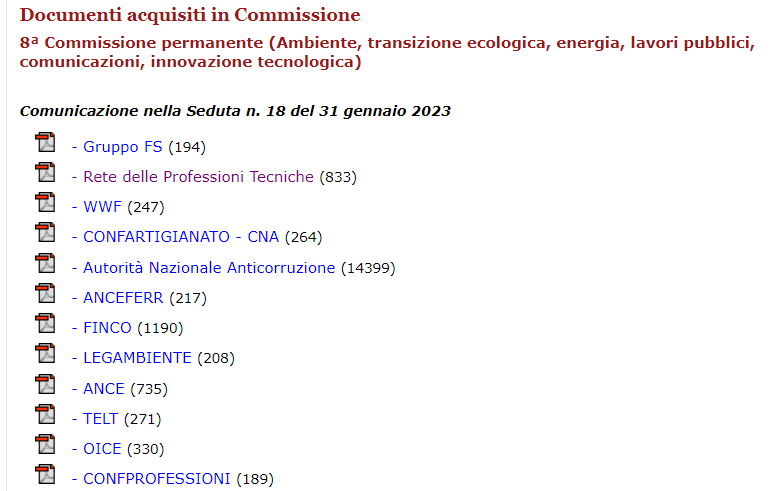 Documenti acquisiti in Commissione
8ª Commissione permanente (Ambiente, transizione ecologica, energia, lavori pubblici,
comunicazioni, innovazione tecnologica)
Comunicazione nella Seduta n. 18 del 31 gennaio 2023
- Gruppo FS (194)
- Rete delle Professioni Tecniche (833)
- WWF (247)
- CONFARTIGIANATO - CNA (264)
- Autorità Nazionale Anticorruzione (14399)
- ANCEFERR (217)
- FINCO (1190)
- LEGAMBIENTE (208)
- ANCE (735)
- TELT (271)
- OICE (330)
- CONFPROFESSIONI (189)